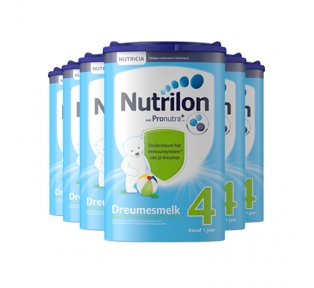 NUTRICIA
Nutrilon
met Pronutra+
Ondersteunt het
immuunsysteem*
van je dreumes
Dreumesmelk
4
Vanaf 1 jaar